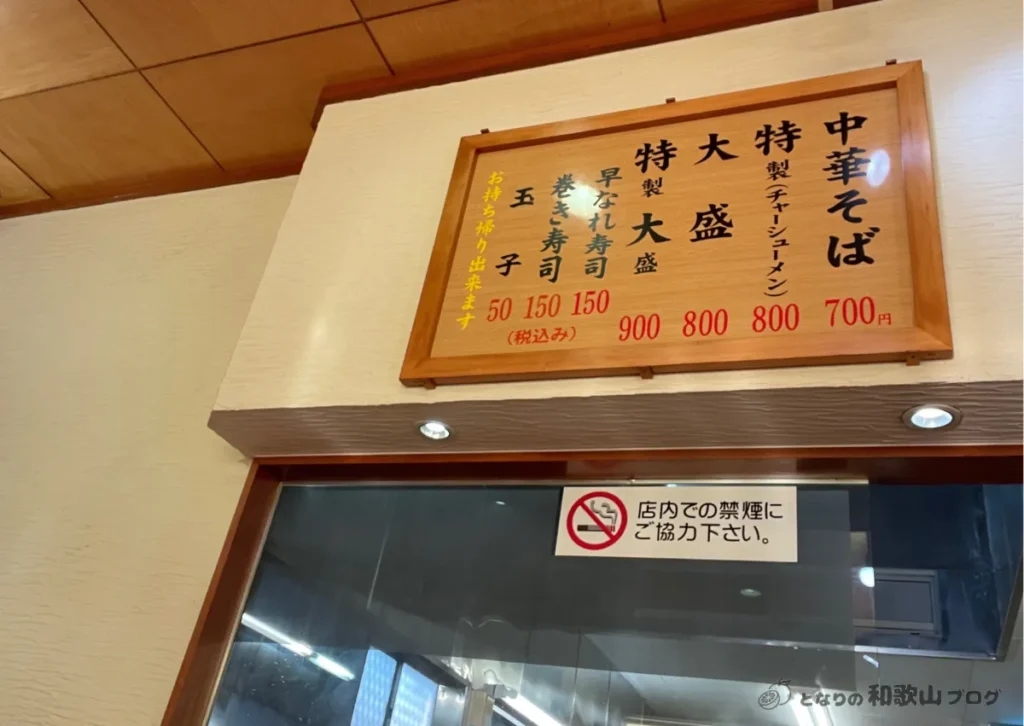 中華そば 700円
特製(チャーシューメン) 800
大盛 800
特製大盛 900
早なれ寿司 150
巻き寿司 150
玉子 50
(税込み)
お持ち帰り出来ます
店内での禁煙に
ご協力下さい。
となりの和歌山ブログ